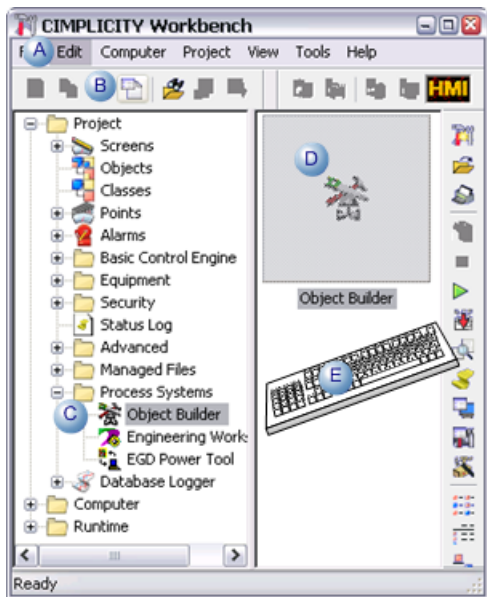 CIMPLICITY Workbench
F A Edit Computer Project View Tools Help
B
HMI
Project
Screens
Objects
Classes
Points
Alarms
Basic Control Engine
Equipment
Security
Status Log
Advanced
Managed Files
Process Systems
C Object Builder
Engineering Work
EGD Power Tool
Database Logger
Computer
Runtime
D
Object Builder
E
Ready